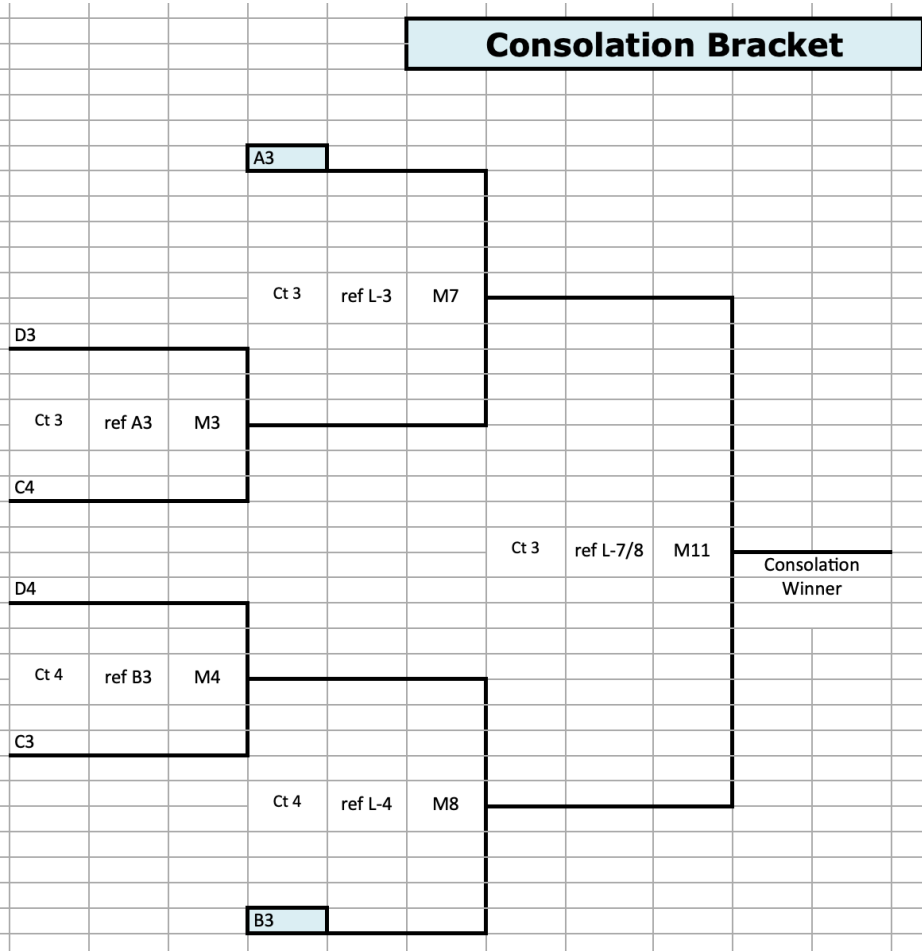 Consolation Bracket
A3
Ct 3 ref L-3 M7
D3
Ct 3 ref A3 M3
C4
Ct 3 ref L-7/8 M11
Consolation
Winner
D4
Ct 4 ref B3 M4
C3
Ct 4 ref L-4 M8
B3